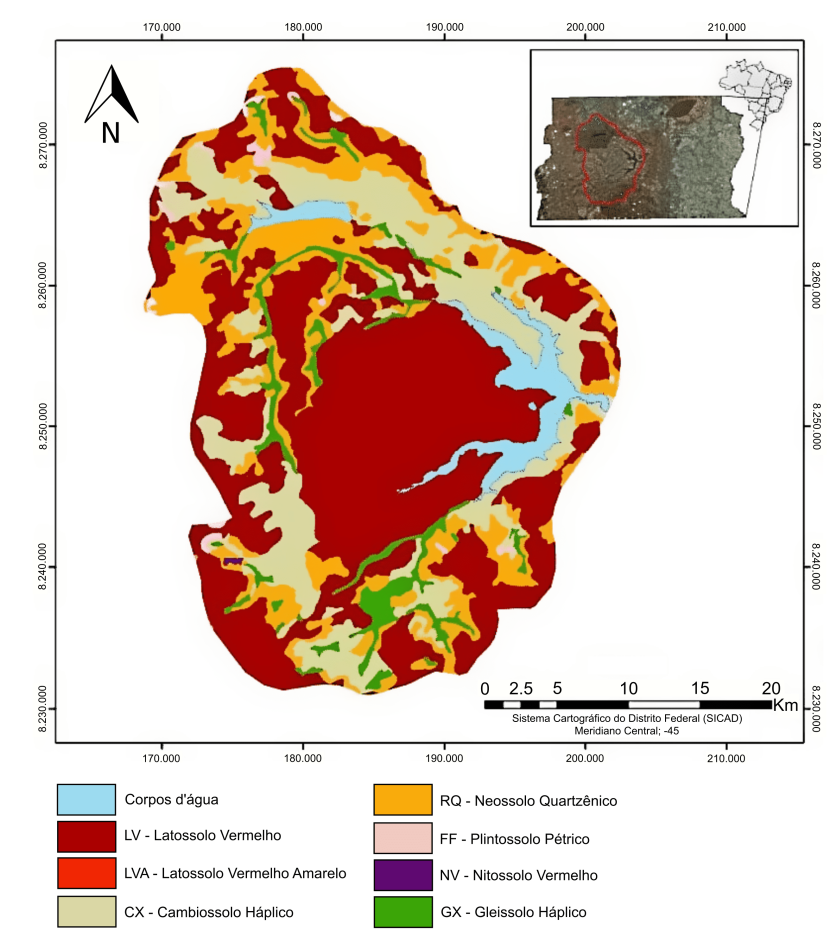 170.000
180.000
190.000
200.000
210.000
8.270.000
8.270.000
N
8.260.000
8.260.000
8.250.000
8.250.000
8.240.000
8.240.000
8.230.000
8.230.000
0 2.5 5 10 15 20
Km
Sistema Cartográfico do Distrito Federal (SICAD)
Meridiano Central; -45
170.000
180.000
190.000
200.000
210.000
Corpos d'água
LV - Latossolo Vermelho
LVA - Latossolo Vermelho Amarelo
CX - Cambiossolo Háplico
RQ - Neossolo Quartzênico
FF - Plintossolo Pétrico
NV - Nitossolo Vermelho
GX - Gleissolo Háplico